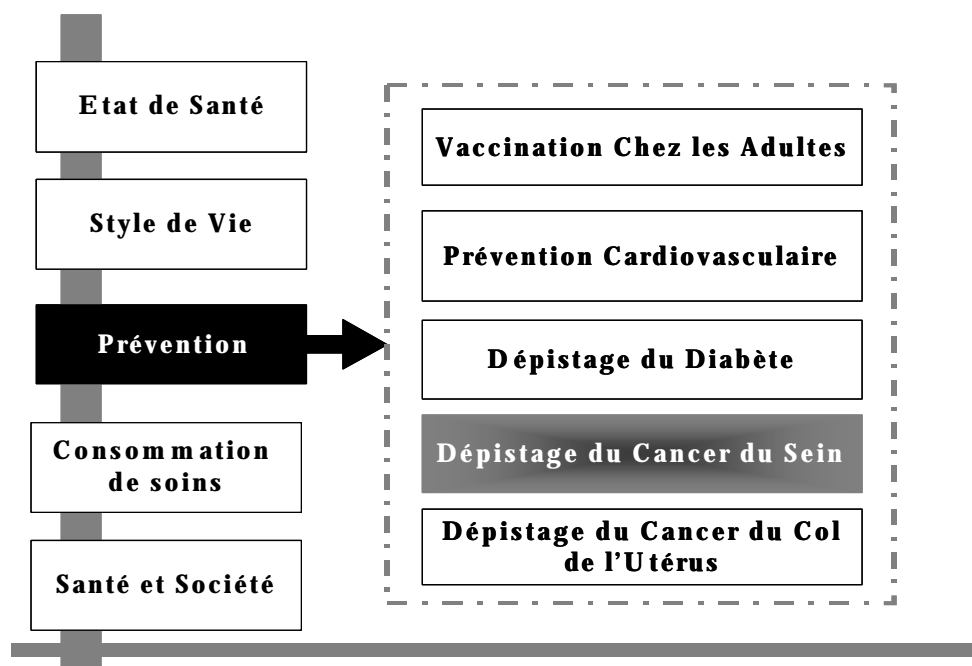 Etat de Santé
Style de Vie
Prévention
Consommation
de soins
Santé et Société
Vaccination Chez les Adultes
Prévention Cardiovasculaire
Dépistage du Diabète
Dépistage du Cancer du Sein
Dépistage du Cancer du Col
de l'Utérus